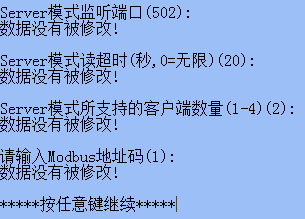 Server模式监听端口(502):
数据没有被修改!
Server模式读超时(秒,0=无限)(20):
数据没有被修改!
Server模式所支持的客户端数量(1-4)(2):
数据没有被修改!
请输入Modbus地址码(1):
数据没有被修改!
*****按任意键继续*****